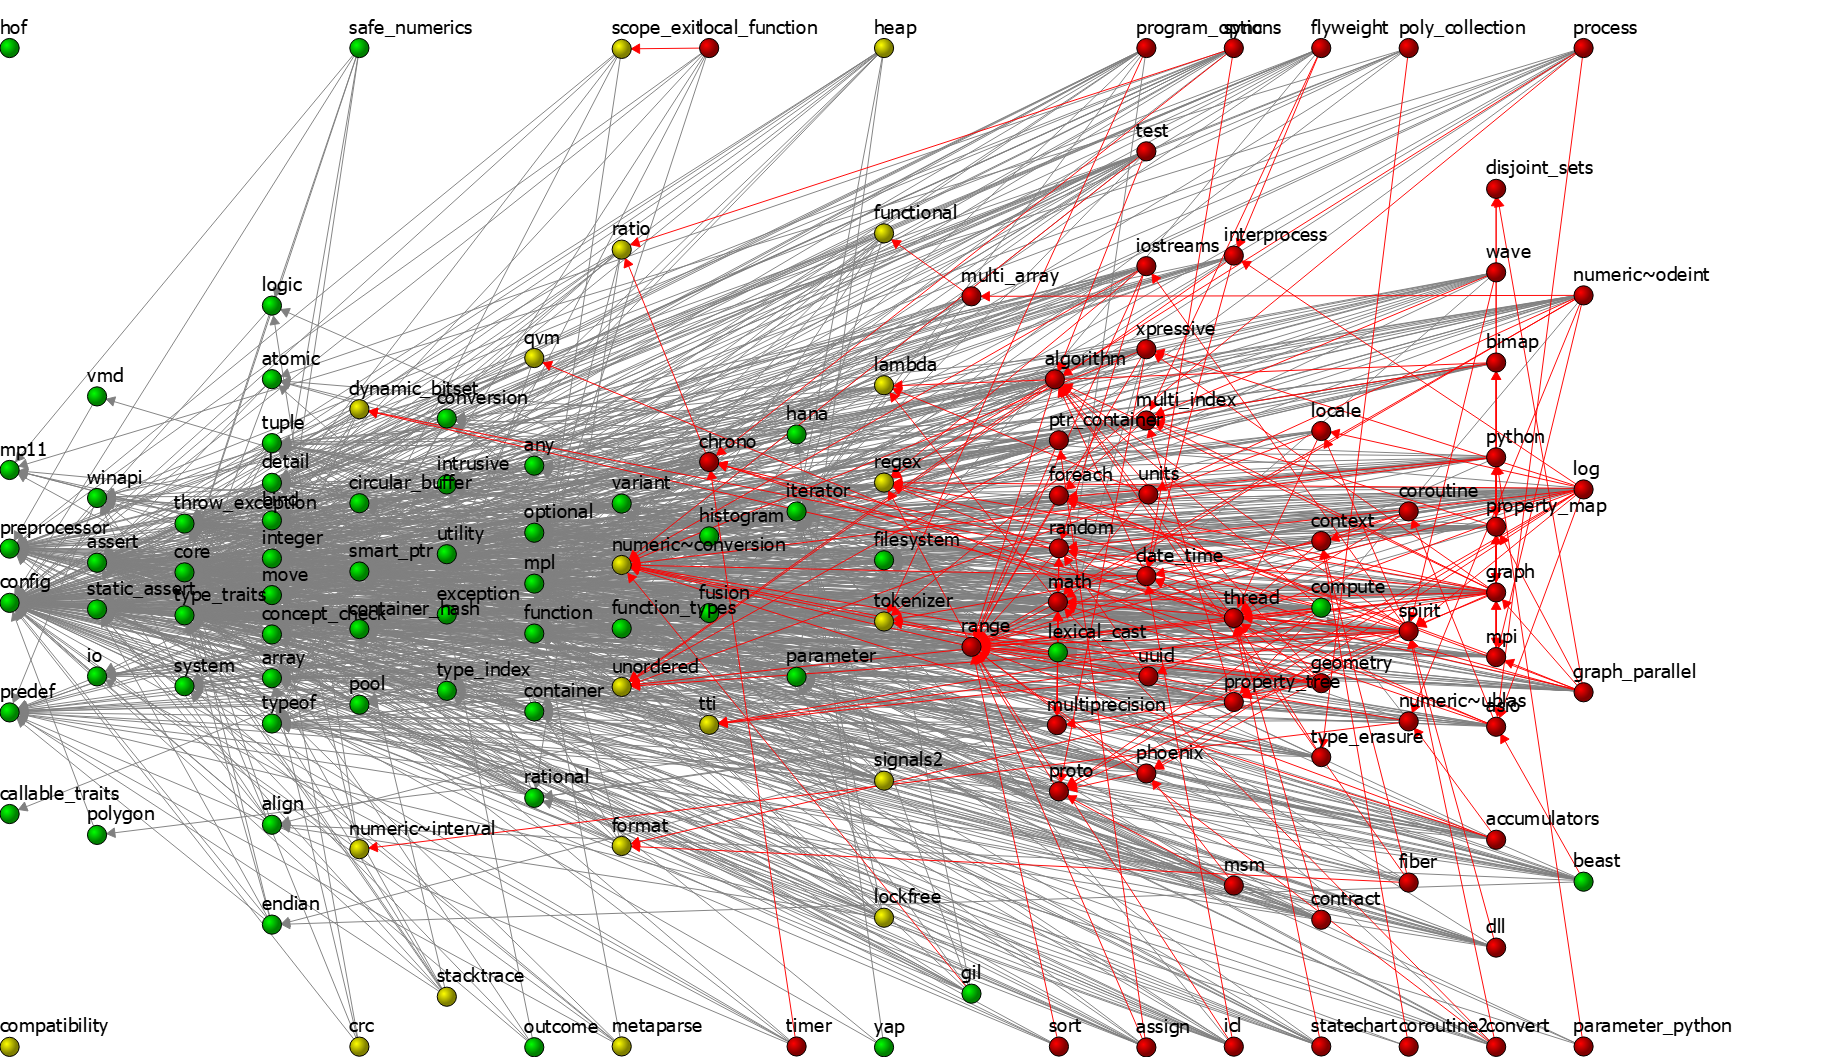 hof
safe_numerics
scope_exit
local_function
heap
program_options
sync
flyweight
poly_collection
process
test
disjoint_sets
functional
ratio
interprocess
iostreams
wave
multi_array
numeric~odeint
logic
xpressive
qvm
bimap
atomic
algorithm
lambda
vmd
dynamic_bitset
conversion
multi_index
hana
locale
tuple
ptr_container
python
any
chrono
mp11
detail
intrusive
regex
log
winapi
foreach
units
circular_buffer
variant
iterator
coroutine
throw_exception
bind
property_map
optional
histogram
context
preprocessor
random
assert
integer
utility
numeric~conversion
filesystem
core
smart_ptr
date_time
mpl
graph
config
move
math
static_assert
type_traits
exception
fusion
compute
container_hash
function
function_types
tokenizer
thread
spirit
concept_check
range
lexical_cast
mpi
io
array
system
type_index
unordered
parameter
uuid
geometry
graph_parallel
predef
pool
container
property_tree
typeof
tti
multiprecision
numeric~ublas
type_erasure
signals2
phoenix
rational
proto
callable_traits
polygon
align
numeric~interval
format
accumulators
msm
fiber
beast
endian
lockfree
contract
dll
stacktrace
gil
compatibility
crc
outcome
metaparse
timer
yap
sort
assign
icl
statechart
coroutine2
convert
parameter_python